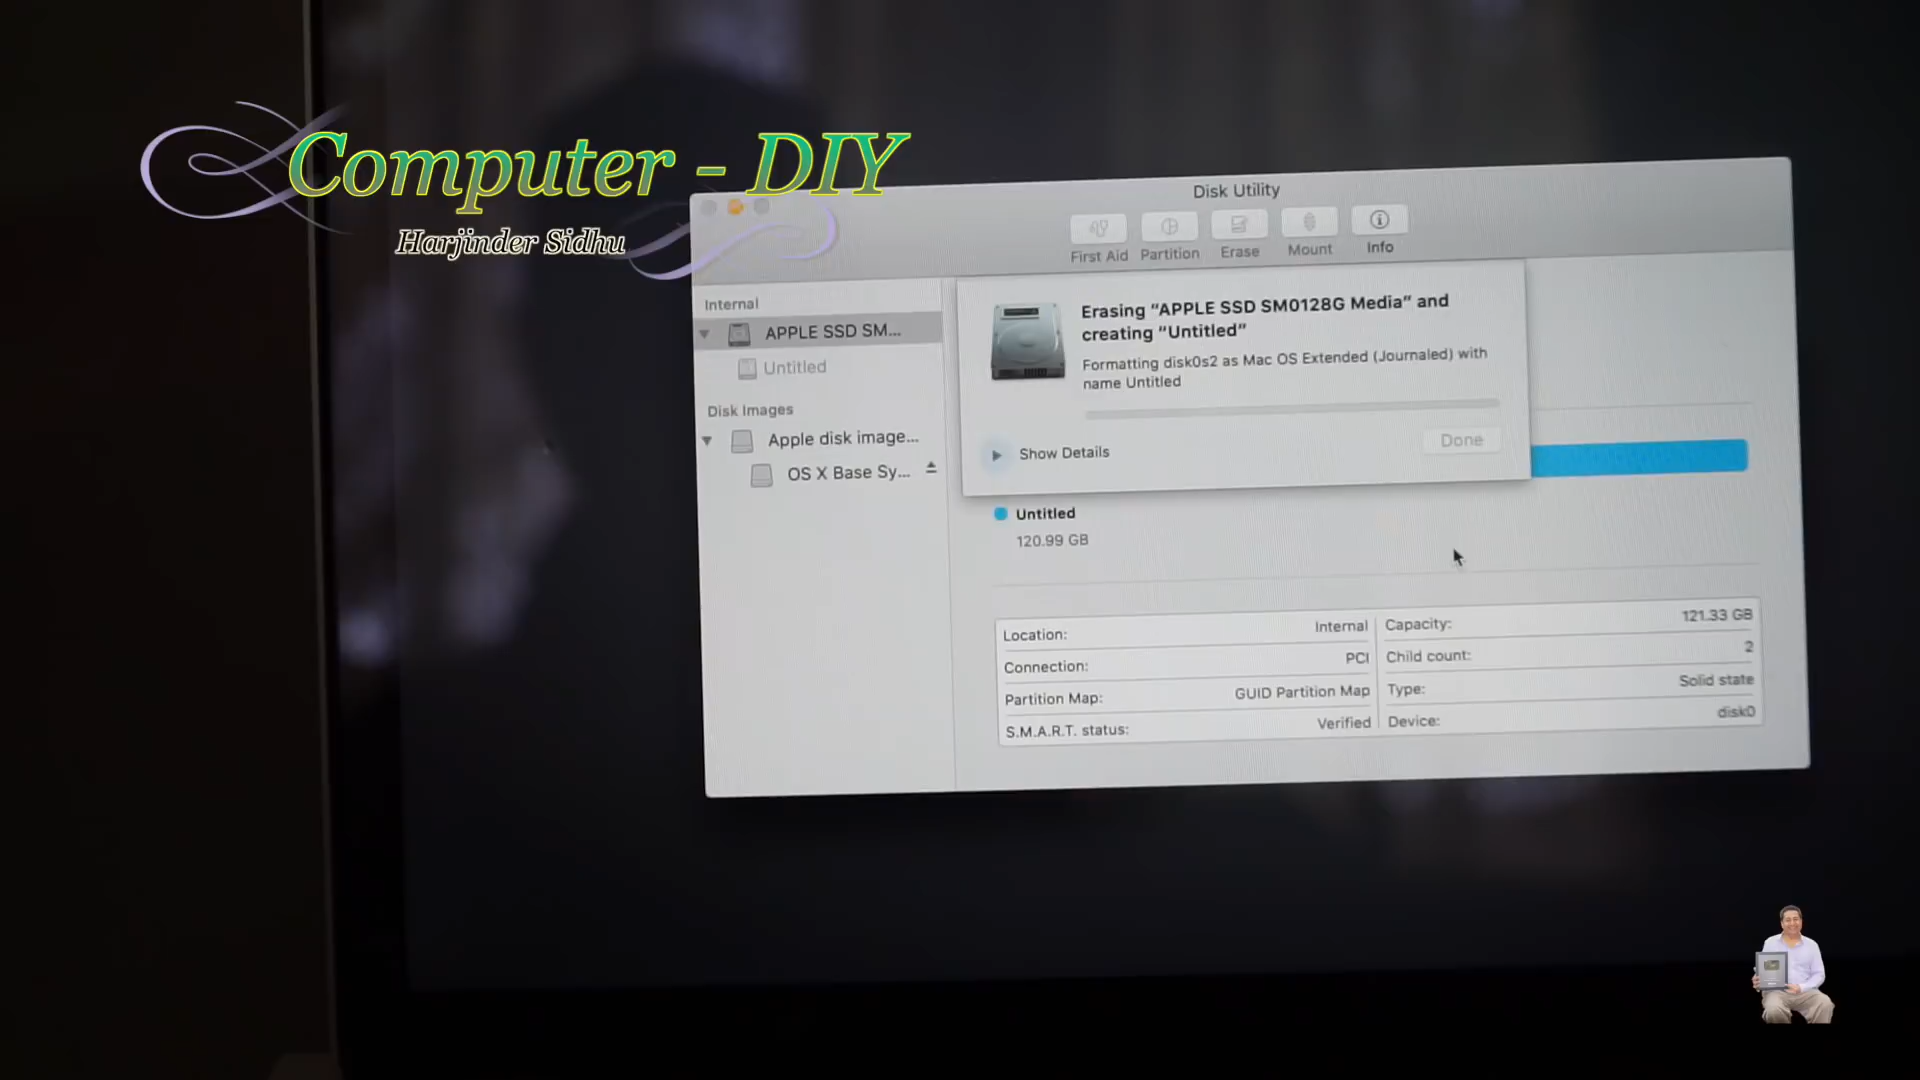 Computer - DIY
Harjinder Sidhu
Disk Utility
First Aid
Partition
Erase
Mount
Info
Internal
APPLE SSD SM...
Untitled
Disk Images
Apple disk image...
OS X Base Sy...
Erasing “APPLE SSD SM0128G Media” and
creating “Untitled”
Formatting disk0s2 as Mac OS Extended (Journaled) with
name Untitled
Show Details
Done
Untitled
120.99 GB
Location: Internal
Connection: PCI
Partition Map: GUID Partition Map
S.M.A.R.T. status: Verified
Capacity: 121.33 GB
Child count: 2
Type: Solid state
Device: disk0